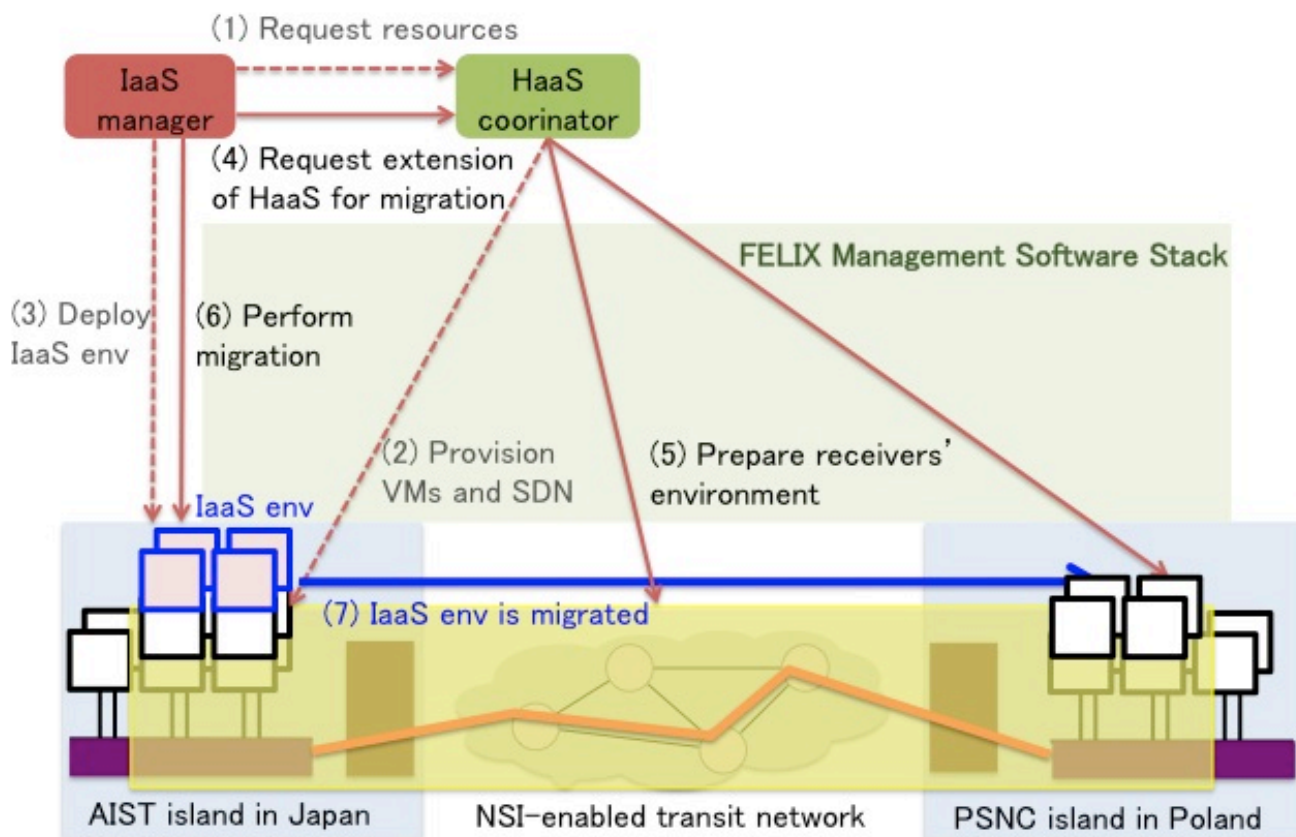 (1) Request resources
IaaS
manager
HaaS
coorinator
(4) Request extension
of HaaS for migration
FELIX Management Software Stack
(3) Deploy
IaaS env
(6) Perform
migration
(2) Provision
VMs and SDN
(5) Prepare receivers'
environment
IaaS env
(7) IaaS env is migrated
AIST island in Japan
NSI-enabled transit network
PSNC island in Poland